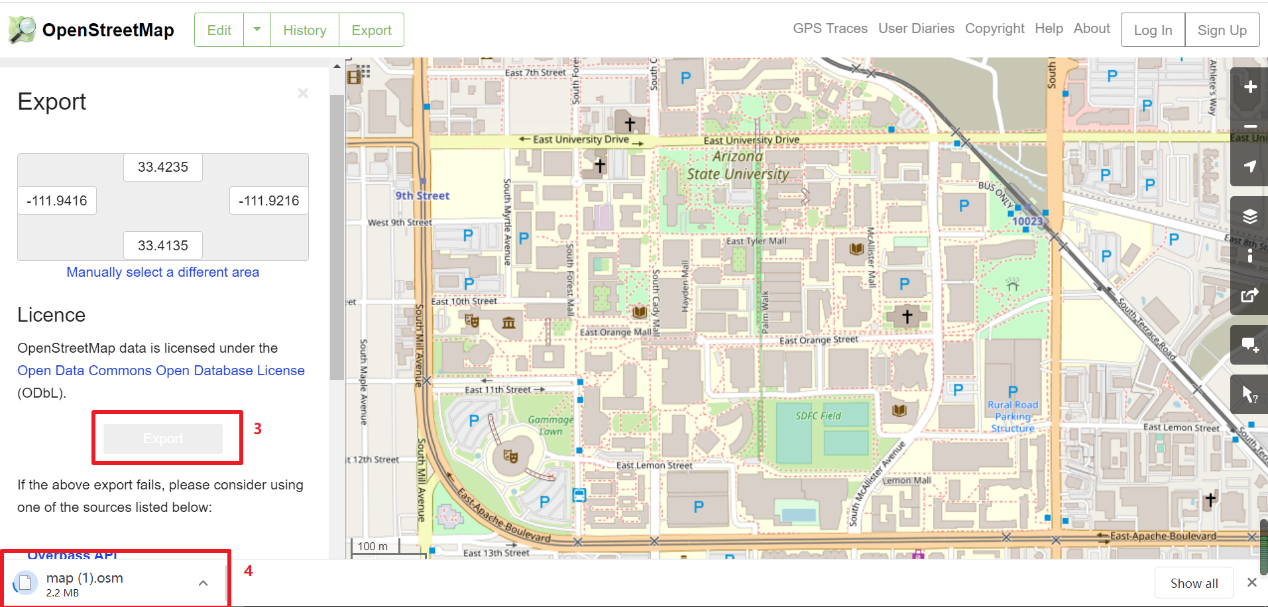 OpenStreetMap
Edit
History
Export
GPS Traces
User Diaries
Copyright
Help
About
Log In
Sign Up
Export
33.4235
-111.9416
-111.9216
33.4135
Manually select a different area
Licence
OpenStreetMap data is licensed under the
Open Data Commons Open Database License
(ODbL).
Export
3
If the above export fails, please consider using
one of the sources listed below:
Overpass API
map (1).osm
2.2 MB
4
Show all
East 7th Street
South Fores
South C
South
Athlete's Way
P
P
P
East University Drive
East University Drive
East Uni
Arizona
State University
9th Street
West 9th Street
South Myrtle Avenue
P
P
P
P
P
BUS ONLY
10023
P
P
P
East 8th S
East Tyler Mall
McAllister Mall
South Forest Mall
South Cady Mall
Hayden Mall
Palm Walk
P
et
East 10th Street
East Orange Mall
East Orange Street
South Mill Avenue
South Maple Avenue
South Terrace Road
East 11th Street
Gammage
Lawn
P
P
P
Rural Road
Parking
Structure
SDFC Field
East Lemon Street
South Te
t 12th Street
East Lemon Street
Lemon Mall
South McAllister Avenue
South Mill Avenue
P
P
East Apache Boulevard
East Apache Boulevard
East 13th Street
100 m